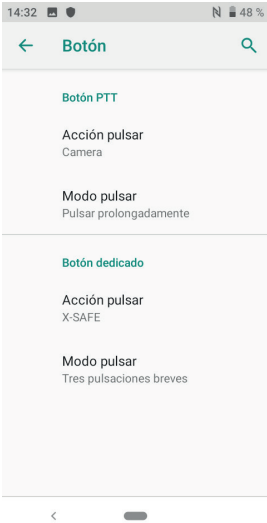 14:32 48 %
Botón
Botón PTT
Acción pulsar
Camera
Modo pulsar
Pulsar prolongadamente
Botón dedicado
Acción pulsar
X-SAFE
Modo pulsar
Tres pulsaciones breves